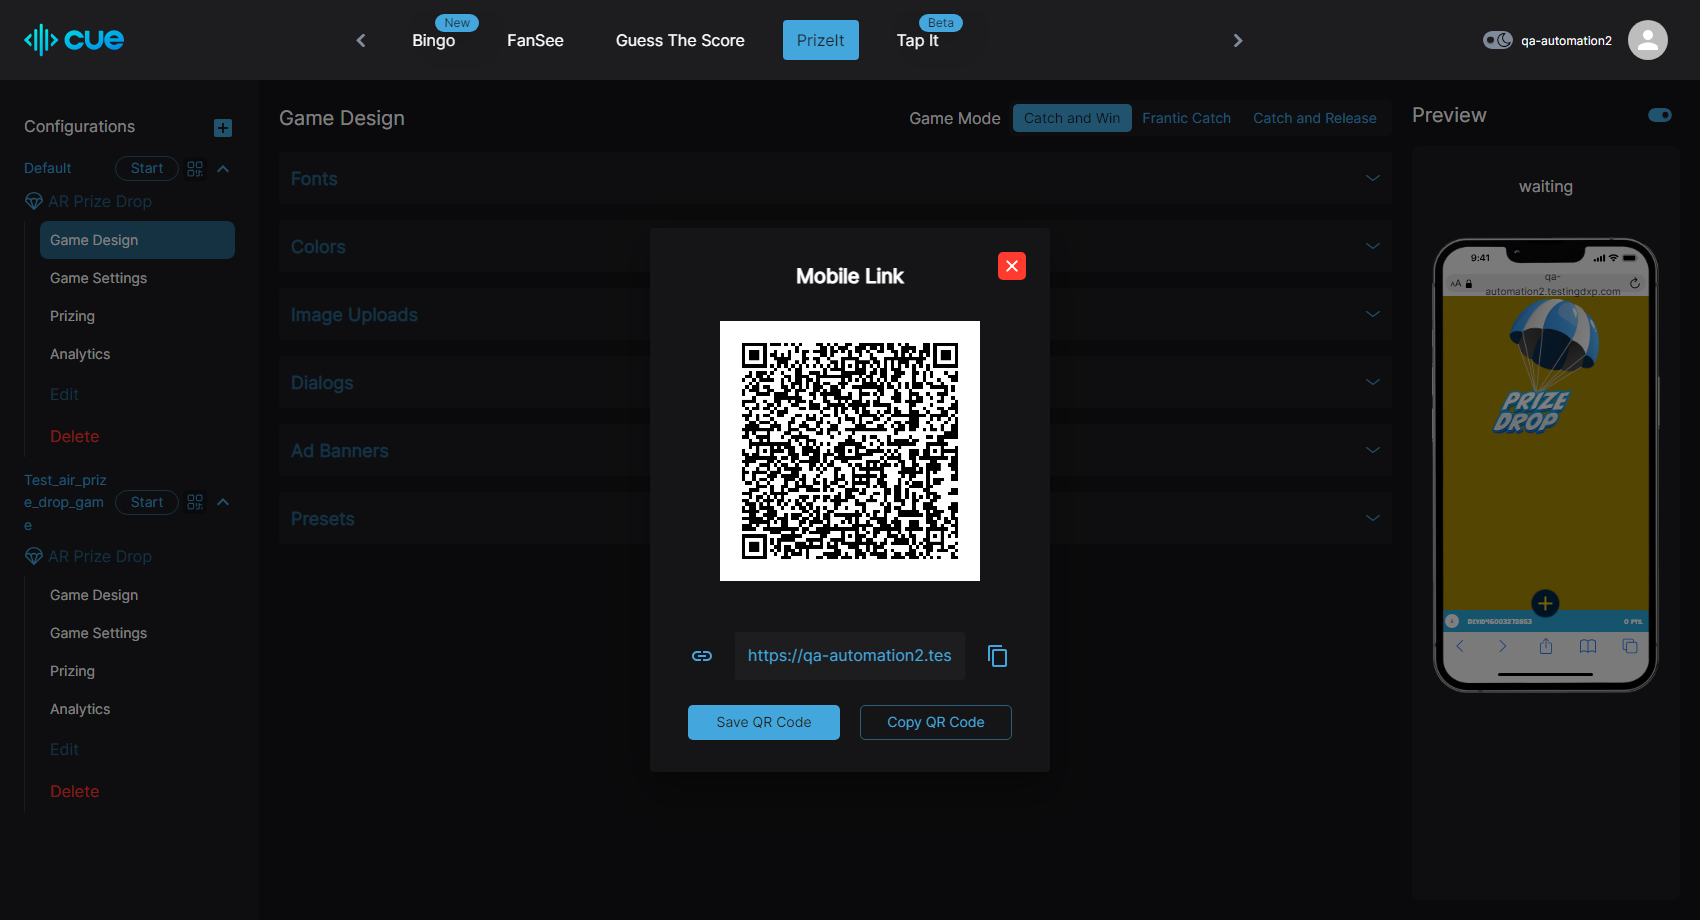 cue
New
Bingo
FanSee
Guess The Score
PrizeIt
Beta
Tap It
qa-automation2
Configurations
Default
Start
AR Prize Drop
Game Design
Game Settings
Prizing
Analytics
Edit
Delete
Test_air_priz
e_drop_gam
e
Start
AR Prize Drop
Game Design
Game Settings
Prizing
Analytics
Edit
Delete
Game Design
Game Mode
Catch and Win
Frantic Catch
Catch and Release
Fonts
Colors
Image Uploads
Dialogs
Ad Banners
Presets
Mobile Link
https://qa-automation2.tes
Save QR Code
Copy QR Code
Preview
waiting
9:41
AA
qa-
automation2.testingdxp.com
PRIZE
DROP
0 PTS.